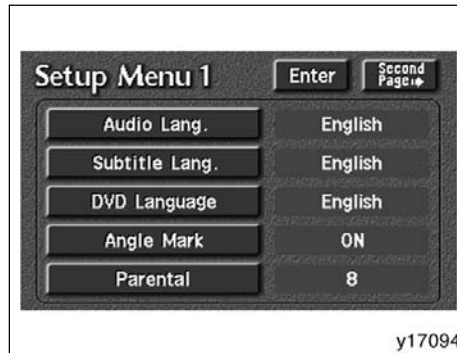 Setup Menu 1 Enter Second Page
Audio Lang. English
Subtitle Lang. English
DVD Language English
Angle Mark ON
Parental 8
y17094